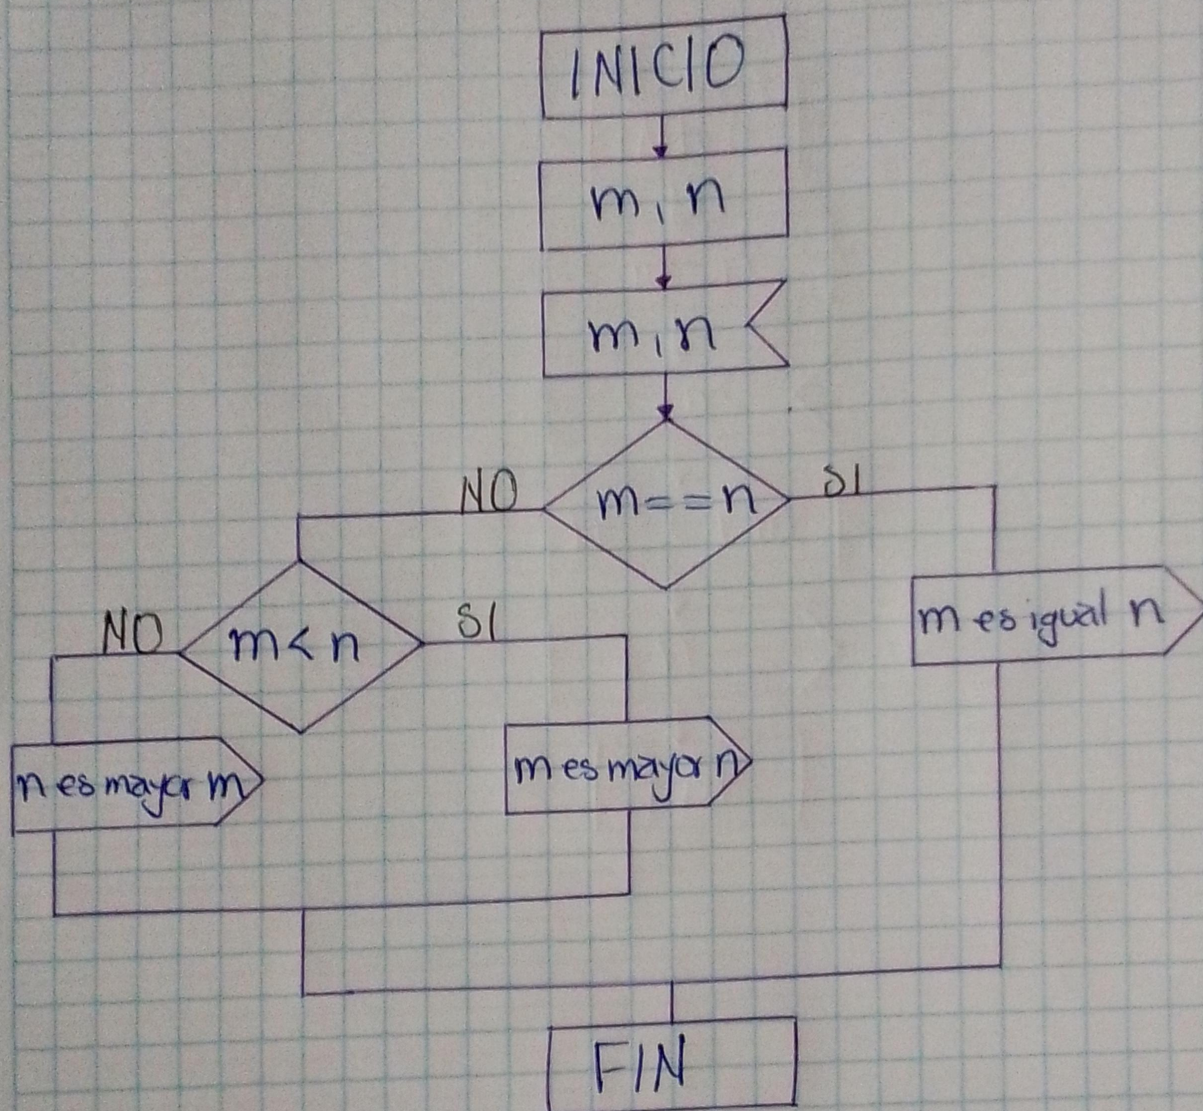 INICIO
m, n
m, n
NO
m==n
SI
NO
m< n
SI
m es igual n
n es mayor m
m es mayor n
FIN